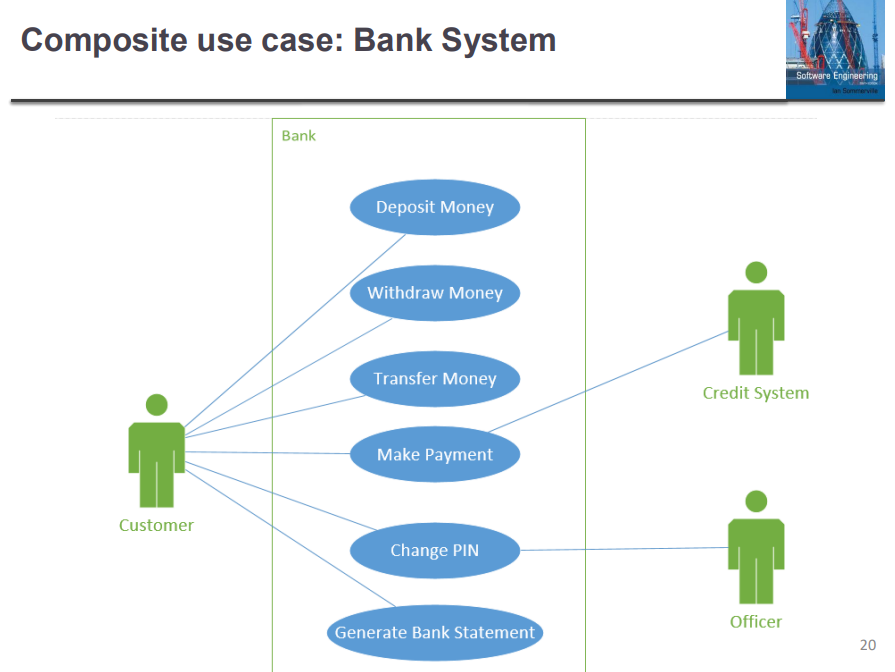 Composite use case: Bank System
Software Engineering
Ian Sommerville
Bank
Deposit Money
Withdraw Money
Transfer Money
Credit System
Make Payment
Customer
Change PIN
Officer
Generate Bank Statement
20